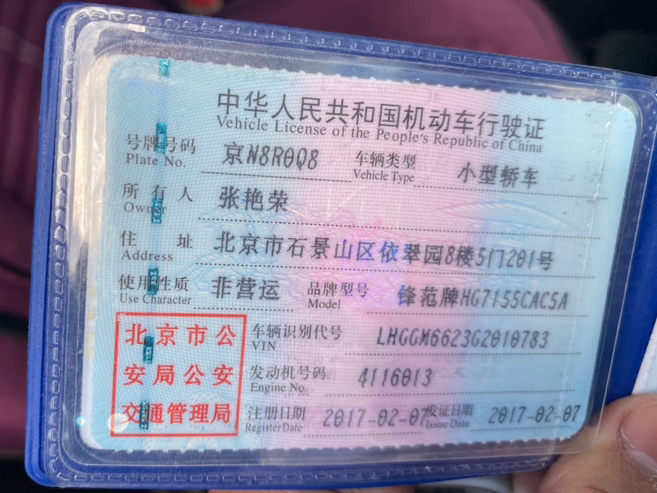 中华人民共和国机动车行驶证
Vehicle License of the People's Republic of China
号牌号码 京N8R0Q8 车辆类型 小型轿车
Plate No. Vehicle Type
所有人 张艳荣
Owner
住址 北京市石景山区依翠园8楼5门201号
Address
使用性质 非营运 品牌型号 锋范牌HG7155CAC5A
Use Character Model
北京市公 车辆识别代号 LHGGM6623G2010783
VIN
安局公安 发动机号码 4116013
Engine No.
交通管理局 注册日期 2017-02-07 发证日期 2017-02-07
Register Date Issue Date